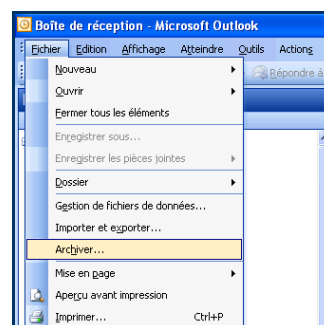 Boîte de réception - Microsoft Outlook
Fichier Edition Affichage Atteindre Outils Actions
Répondre à
Nouveau
Ouvrir
Fermer tous les éléments
Enregistrer sous...
Enregistrer les pièces jointes
Dossier
Gestion de fichiers de données...
Importer et exporter...
Archiver...
Mise en page
Aperçu avant impression
Imprimer... Ctrl+P